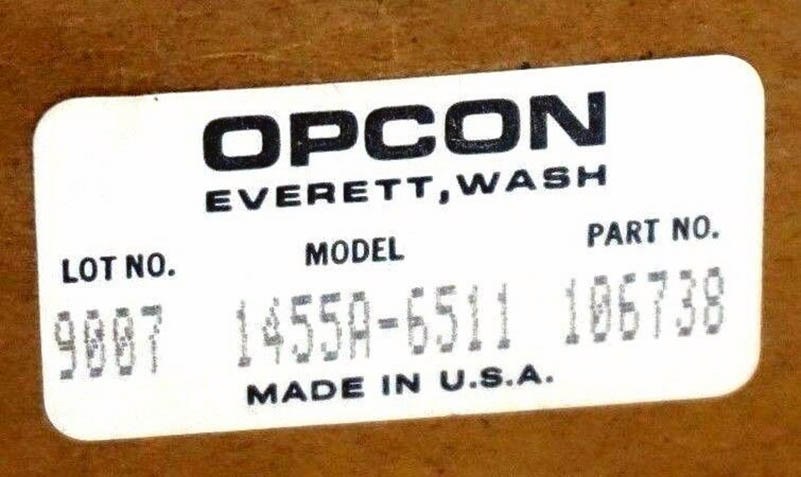 OPCON
EVERETT, WASH
LOT NO. MODEL PART NO.
9007 1455A-6511 106738
MADE IN U.S.A.